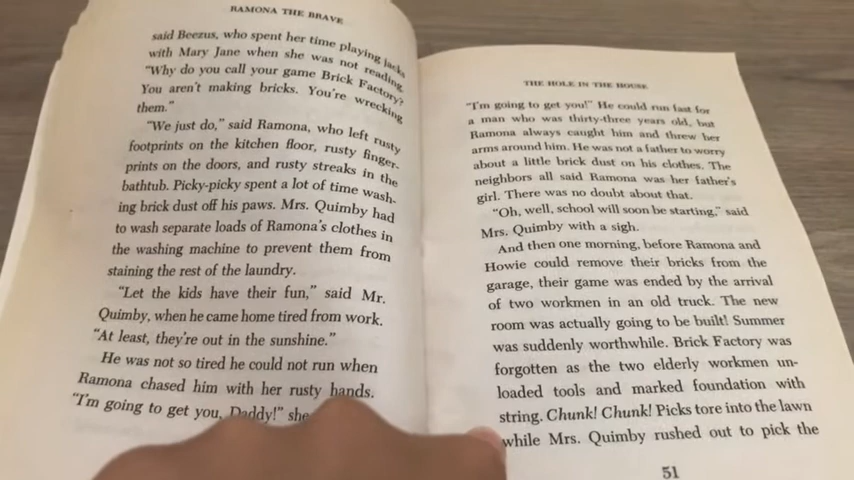 RAMONA THE BRAVE
said Beezus, who spent her time playing jacks
with Mary Jane when she was not reading.
"Why do you call your game Brick Factory?
You aren't making bricks. You're wrecking
them."
"We just do," said Ramona, who left rusty
footprints on the kitchen floor, rusty finger-
prints on the doors, and rusty streaks in the
bathtub. Picky-picky spent a lot of time wash-
ing brick dust off his paws. Mrs. Quimby had
to wash separate loads of Ramona's clothes in
the washing machine to prevent them from
staining the rest of the laundry.
"Let the kids have their fun," said Mr.
Quimby, when he came home tired from work.
"At least, they're out in the sunshine."
He was not so tired he could not run when
Ramona chased him with her rusty hands.
"I'm going to get you, Daddy!" she
THE HOLE IN THE HOUSE
"I'm going to get you!" He could run fast for
a man who was thirty-three years old, but
Ramona always caught him and threw her
arms around him. He was not a father to worry
about a little brick dust on his clothes. The
neighbors all said Ramona was her father's
girl. There was no doubt about that.
"Oh, well, school will soon be starting," said
Mrs. Quimby with a sigh.
And then one morning, before Ramona and
Howie could remove their bricks from the
garage, their game was ended by the arrival
of two workmen in an old truck. The new
room was actually going to be built! Summer
was suddenly worthwhile. Brick Factory was
forgotten as the two elderly workmen un-
loaded tools and marked foundation with
string. Chunk! Chunk! Picks tore into the lawn
while Mrs. Quimby rushed out to pick the
51